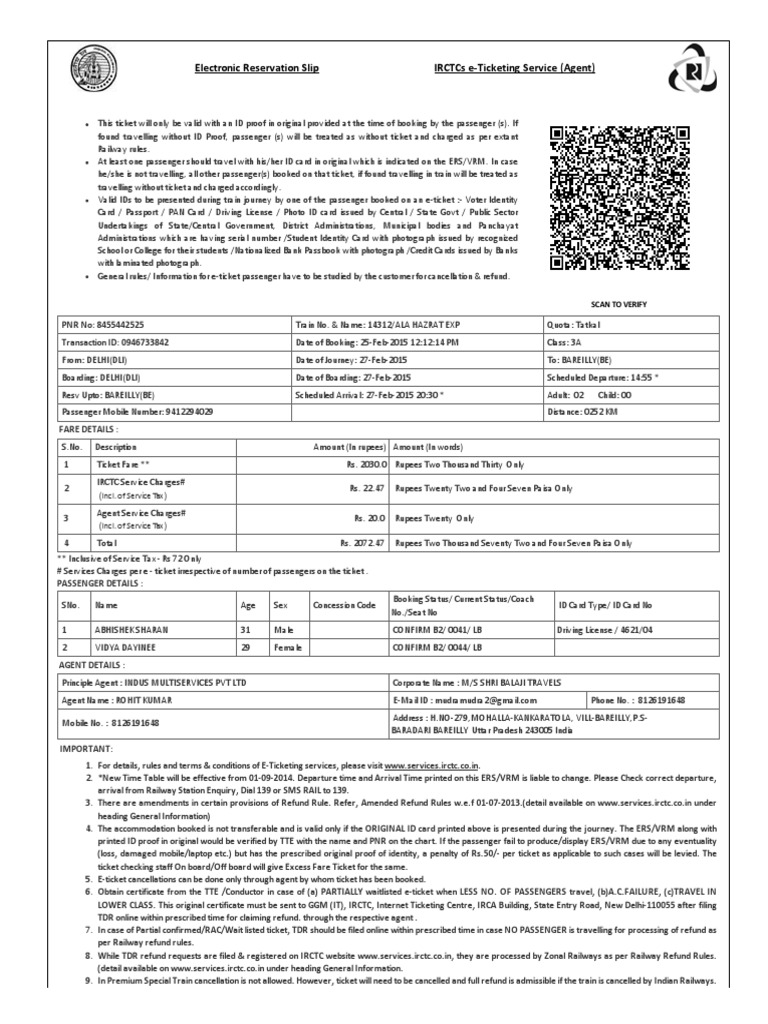 Electronic Reservation Slip
IRCTCs e-Ticketing Service (Agent)
• This ticket will only be valid with an ID proof in original provided at the time of booking by the passenger (s). If
found travelling without ID Proof, passenger (s) will be treated as without ticket and charged as per extant
Railway rules.
• At least one passenger should travel with his/her ID card in original which is indicated on the ERS/VRM. In case
he/she is not travelling, all other passenger(s) booked on that ticket, if found travelling in train will be treated as
travelling without ticket and charged accordingly.
• Valid IDs to be presented during train journey by one of the passenger booked on an e-ticket :- Voter Identity
Card / Passport / PAN Card / Driving License / Photo ID card issued by Central / State Govt / Public Sector
Undertakings of State/Central Government, District Administrations, Municipal bodies and Panchayat
Administrations which are having serial number /Student Identity Card with photograph issued by recognized
School or College for their students /Nationalized Bank Passbook with photograph /Credit Cards issued by Banks
with laminated photograph.
• General rules/ Information for e-ticket passenger have to be studied by the customer for cancellation & refund.
SCAN TO VERIFY
PNR No: 8455442525 Train No. & Name: 14312/ALA HAZRAT EXP Quota: Tatkal
Transaction ID: 0946733842 Date of Booking: 25-Feb-2015 12:12:14 PM Class: 3A
From: DELHI(DLI) Date of Journey: 27-Feb-2015 To: BAREILLY(BE)
Boarding: DELHI(DLI) Date of Boarding: 27-Feb-2015 Scheduled Departure: 14:55 *
Resv Upto: BAREILLY(BE) Scheduled Arrival: 27-Feb-2015 20:30 * Adult: 02 Child: 00
Passenger Mobile Number: 9412294029 Distance: 0252 KM
FARE DETAILS :
S.No. Description Amount (In rupees) Amount (In words)
1 Ticket Fare ** Rs. 2030.0 Rupees Two Thousand Thirty Only
2 IRCTC Service Charges# (Incl. of Service Tax) Rs. 22.47 Rupees Twenty Two and Four Seven Paisa Only
3 Agent Service Charges# (Incl. of Service Tax) Rs. 20.0 Rupees Twenty Only
4 Total Rs. 2072.47 Rupees Two Thousand Seventy Two and Four Seven Paisa Only
** Inclusive of Service Tax - Rs 72 Only
# Services Charges per e - ticket irrespective of number of passengers on the ticket .
PASSENGER DETAILS :
SNo. Name Age Sex Concession Code Booking Status/ Current Status/Coach No./Seat No ID Card Type/ ID Card No
1 ABHISHEK SHARAN 31 Male CONFIRM B2/ 0041/ LB Driving License / 4621/04
2 VIDYA DAYINEE 29 Female CONFIRM B2/ 0044/ LB
AGENT DETAILS :
Principle Agent : INDUS MULTISERVICES PVT LTD Corporate Name : M/S SHRI BALAJI TRAVELS
Agent Name : ROHIT KUMAR E-Mail ID : mudramudra2@gmail.com Phone No. : 8126191648
Mobile No. : 8126191648 Address : H.NO-279, MOHALLA-KANKARATOLA, VILL-BAREILLY,P.S-
BARADARI BAREILLY Uttar Pradesh 243005 India
IMPORTANT:
1. For details, rules and terms & conditions of E-Ticketing services, please visit www.services.irctc.co.in.
2. *New Time Table will be effective from 01-09-2014. Departure time and Arrival Time printed on this ERS/VRM is liable to change. Please Check correct departure,
arrival from Railway Station Enquiry, Dial 139 or SMS RAIL to 139.
3. There are amendments in certain provisions of Refund Rule. Refer, Amended Refund Rules w.e.f 01-07-2013.(detail available on www.services.irctc.co.in under
heading General Information)
4. The accommodation booked is not transferable and is valid only if the ORIGINAL ID card printed above is presented during the journey. The ERS/VRM along with
printed ID proof in original would be verified by TTE with the name and PNR on the chart. If the passenger fail to produce/display ERS/VRM due to any eventuality
(loss, damaged mobile/laptop etc.) but has the prescribed original proof of identity, a penalty of Rs.50/- per ticket as applicable to such cases will be levied. The
ticket checking staff On board/Off board will give Excess Fare Ticket for the same.
5. E-ticket cancellations can be done only through agent by whom ticket has been booked.
6. Obtain certificate from the TTE /Conductor in case of (a) PARTIALLY waitlisted e-ticket when LESS NO. OF PASSENGERS travel, (b)A.C.FAILURE, (c)TRAVEL IN
LOWER CLASS. This original certificate must be sent to GGM (IT), IRCTC, Internet Ticketing Centre, IRCA Building, State Entry Road, New Delhi-110055 after filing
TDR online within prescribed time for claiming refund. through the respective agent .
7. In case of Partial confirmed/RAC/Wait listed ticket, TDR should be filed online within prescribed time in case NO PASSENGER is travelling for processing of refund as
per Railway refund rules.
8. While TDR refund requests are filed & registered on IRCTC website www.services.irctc.co.in, they are processed by Zonal Railways as per Railway Refund Rules.
(detail available on www.services.irctc.co.in under heading General Information.
9. In Premium Special Train cancellation is not allowed. However, ticket will need to be cancelled and full refund is admissible if the train is cancelled by Indian Railways.